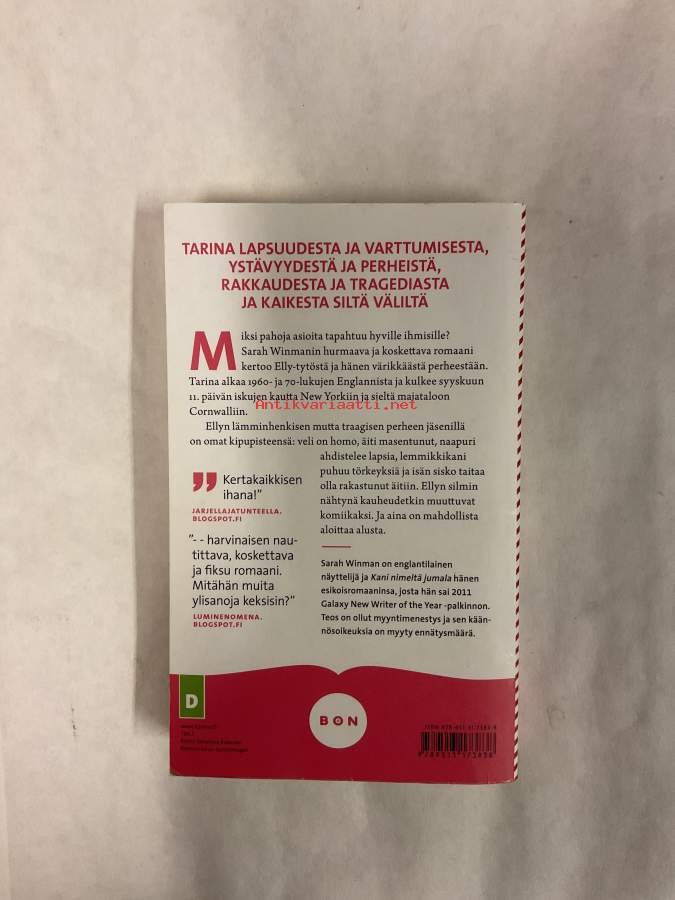 TARINA LAPSUUDESTA JA VARTTUMISESTA,
YSTÄVYYDESTÄ JA PERHEISTÄ,
RAKKAUDESTA JA TRAGEDIASTA
JA KAIKESTA SILTÄ VÄLILTÄ
Miksi pahoja asioita tapahtuu hyville ihmisille?
Sarah Winmanin hurmaava ja koskettava romaani
kertoo Elly-tytöstä ja hänen värikkäästä perheestään.
Tarina alkaa 1960- ja 70-lukujen Englannista ja kulkee syyskuun
11. päivän iskujen kautta New Yorkiin ja sieltä majataloon
Antikvariaatti.net
Cornwalliin.
Ellyn lämminhenkisen mutta traagisen perheen jäsenillä
on omat kipupisteensä: veli on homo, äiti masentunut, naapuri
ahdistelee lapsia, lemmikkikani
puhuu törkeyksiä ja isän sisko taitaa
olla rakastunut äitiin. Ellyn silmin
nähtynä kauheudetkin muuttuvat
komiikaksi. Ja aina on mahdollista
aloittaa alusta.
” Kertakaikkisen
ihana!”
JARJELLAJATUNTEELLA.
BLOGSPOT.FI
”- - harvinaisen nau-
tittava, koskettava
ja fiksu romaani.
Mitähän muita
ylisanoja keksisin?”
LUMINENOMENA.
BLOGSPOT.FI
Sarah Winman on englantilainen
näyttelijä ja Kani nimeltä jumala hänen
esikoisromaaninsa, josta hän sai 2011
Galaxy New Writer of the Year -palkinnon.
Teos on ollut myyntimenestys ja sen kään-
nösoikeuksia on myyty ennätysmäärä.
D
BON